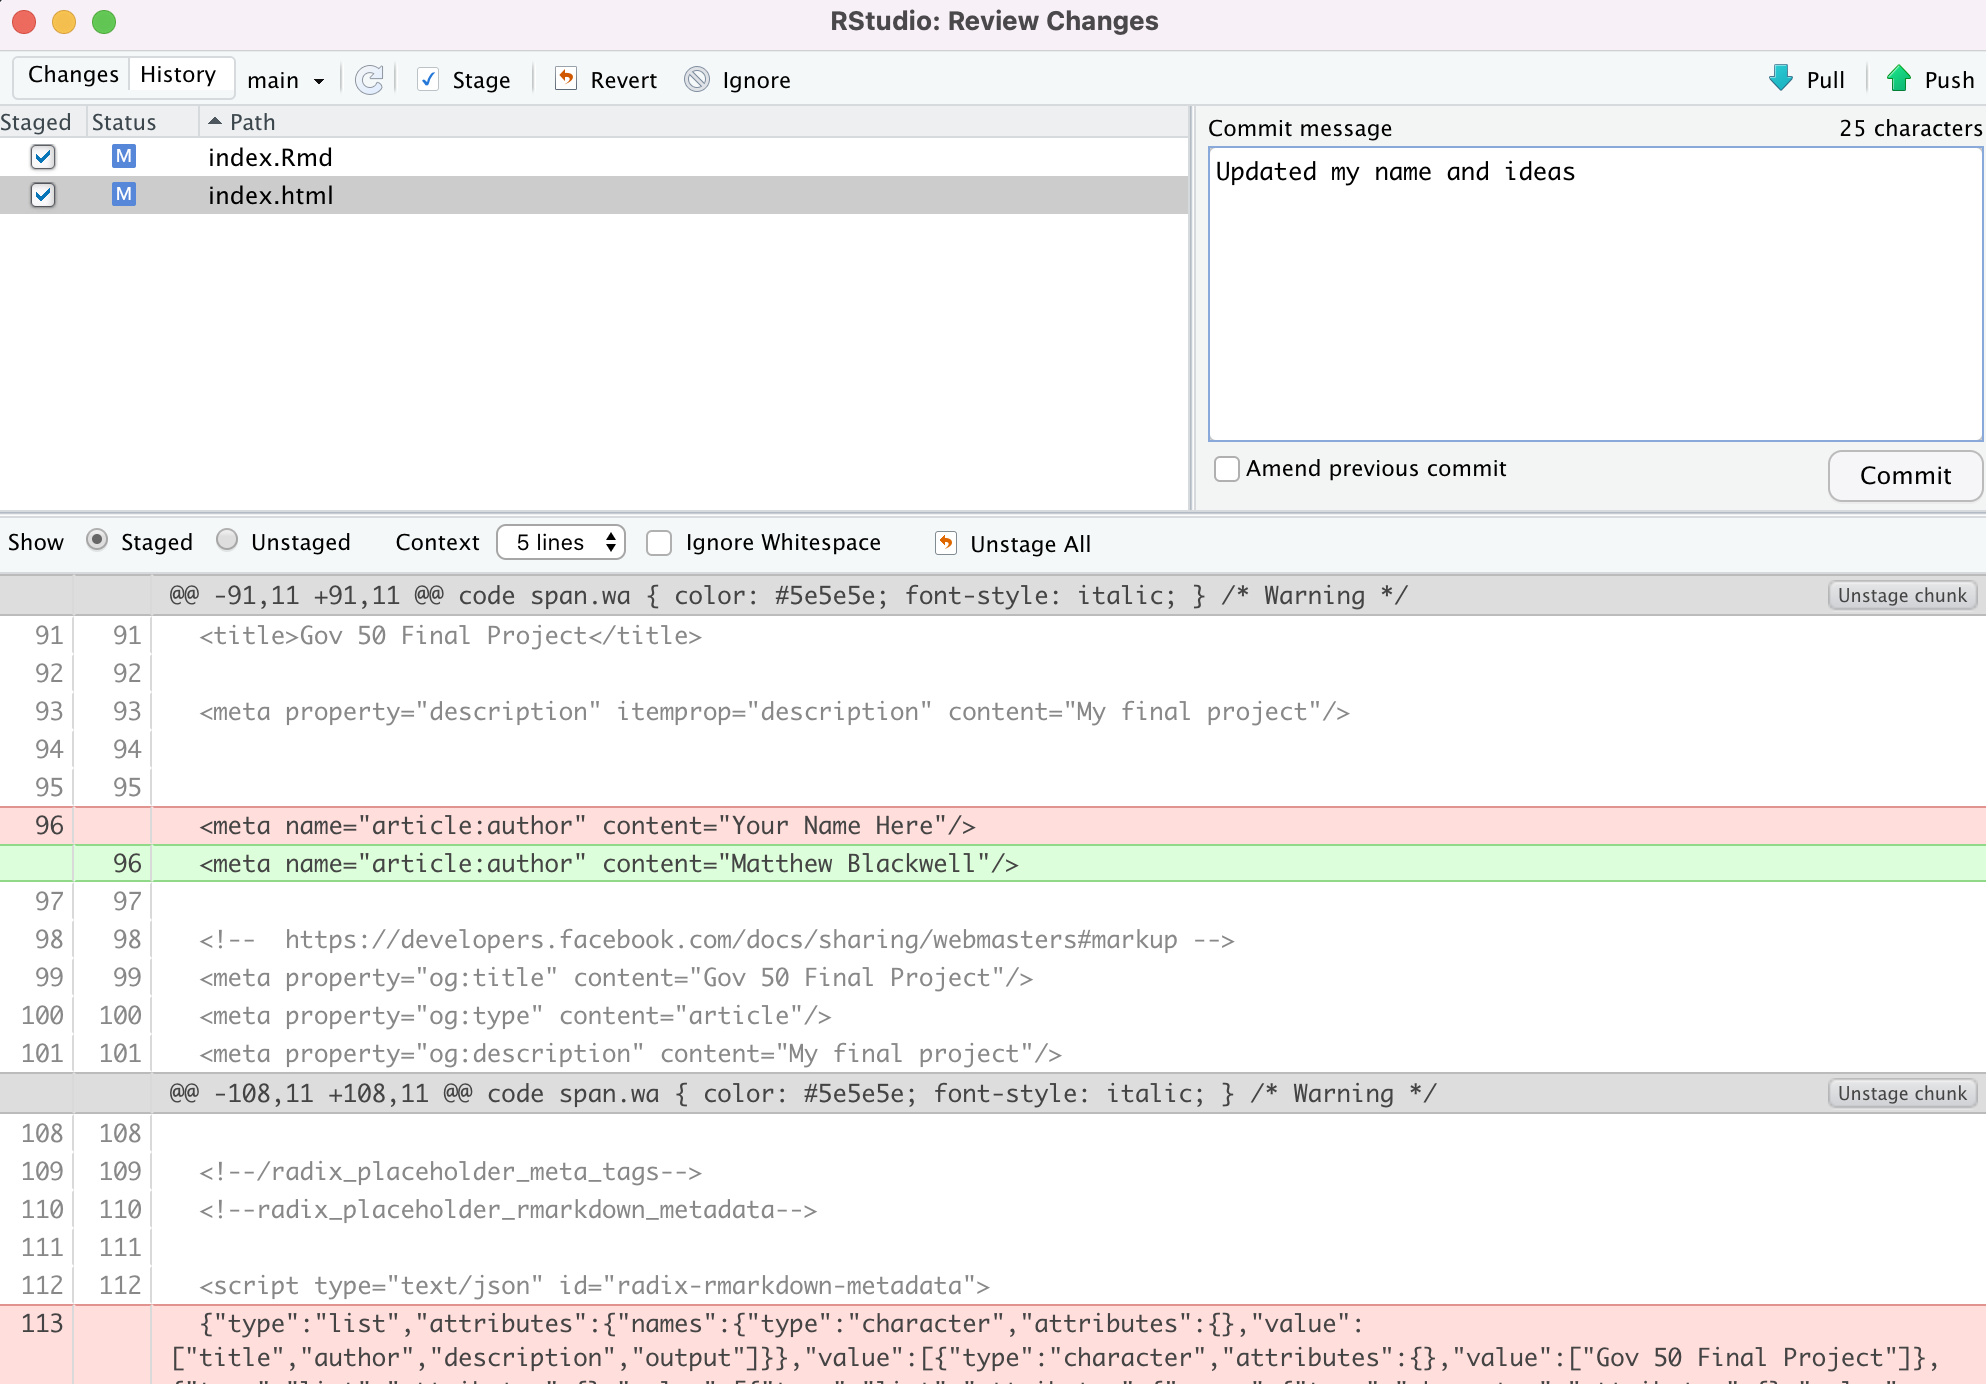 RStudio: Review Changes
Changes History main Stage Revert Ignore Pull Push
Staged Status Path
M index.Rmd
M index.html
Commit message 25 characters
Updated my name and ideas
Amend previous commit Commit
Show Staged Unstaged Context 5 lines Ignore Whitespace Unstage All
@@ -91,11 +91,11 @@ code span.wa { color: #5e5e5e; font-style: italic; } /* Warning */ Unstage chunk
91 91 <title>Gov 50 Final Project</title>
92 92
93 93 <meta property="description" itemprop="description" content="My final project"/>
94 94
95 95
96 <meta name="article:author" content="Your Name Here"/>
96 <meta name="article:author" content="Matthew Blackwell"/>
97 97
98 98 <!--  https://developers.facebook.com/docs/sharing/webmasters#markup -->
99 99 <meta property="og:title" content="Gov 50 Final Project"/>
100 100 <meta property="og:type" content="article"/>
101 101 <meta property="og:description" content="My final project"/>
@@ -108,11 +108,11 @@ code span.wa { color: #5e5e5e; font-style: italic; } /* Warning */ Unstage chunk
108 108
109 109 <!--/radix_placeholder_meta_tags-->
110 110 <!--radix_placeholder_rmarkdown_metadata-->
111 111
112 112 <script type="text/json" id="radix-rmarkdown-metadata">
113 {"type":"list","attributes":{"names":{"type":"character","attributes":{},"value":
["title","author","description","output"]}},"value":[{"type":"character","attributes":{},"value":["Gov 50 Final Project"]},